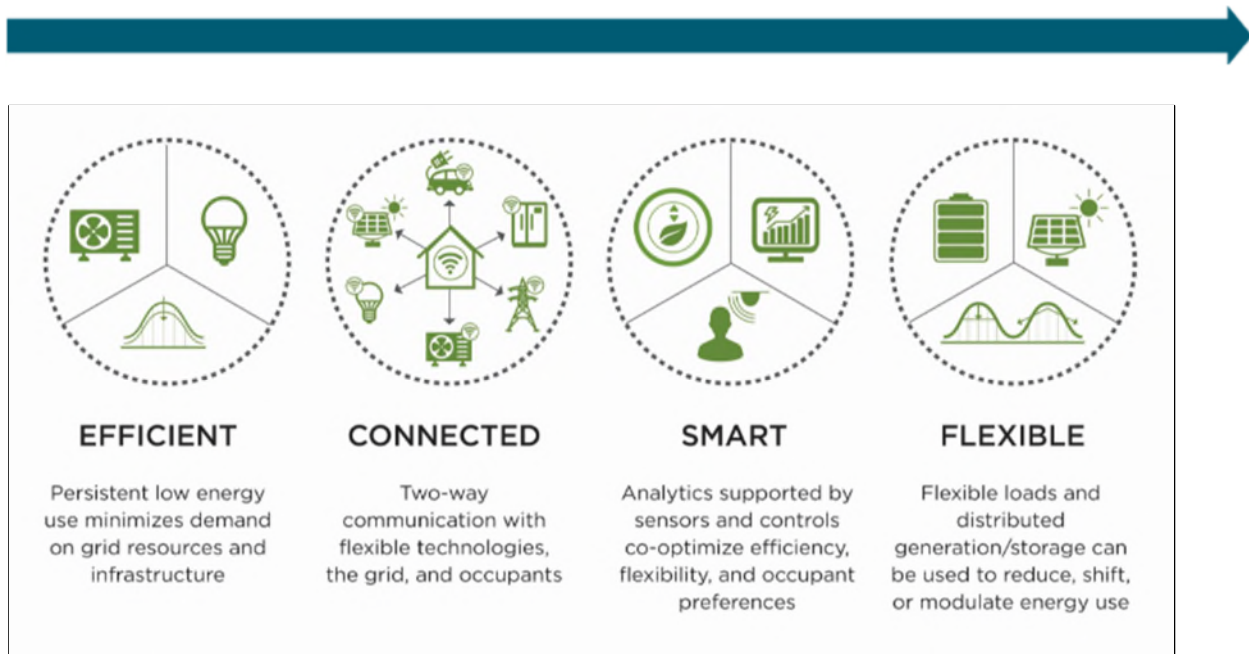 EFFICIENT
Persistent low energy
use minimizes demand
on grid resources and
infrastructure
CONNECTED
Two-way
communication with
flexible technologies,
the grid, and occupants
SMART
Analytics supported by
sensors and controls
co-optimize efficiency,
flexibility, and occupant
preferences
FLEXIBLE
Flexible loads and
distributed
generation/storage can
be used to reduce, shift,
or modulate energy use